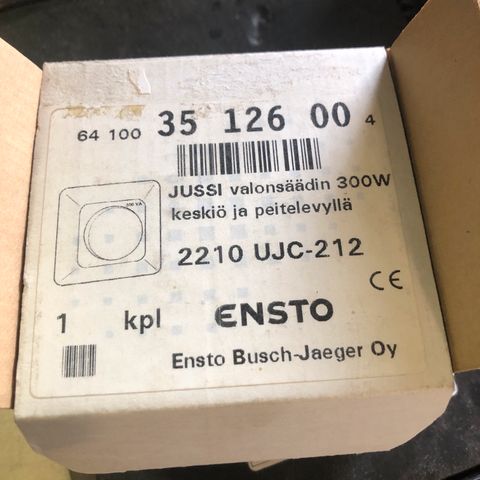 64 100 35 126 00 4
JUSSI valonsäädin 300W
keskiö ja peitelevyllä
2210 UJC-212
CE
1 kpl ENSTO
Ensto Busch-Jaeger Oy